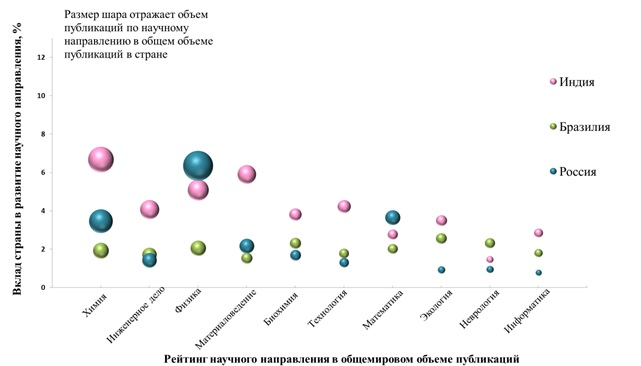 Размер шара отражает объем
публикаций по научному
направлению в общем объеме
публикаций в стране
Вклад страны в развитие научного направления, %
12
10
8
6
4
2
0
Индия
Бразилия
Россия
Химия
Инженерное дело
Физика
Материаловедение
Биохимия
Технология
Математика
Экология
Неврология
Информатика
Рейтинг научного направления в общемировом объеме публикаций